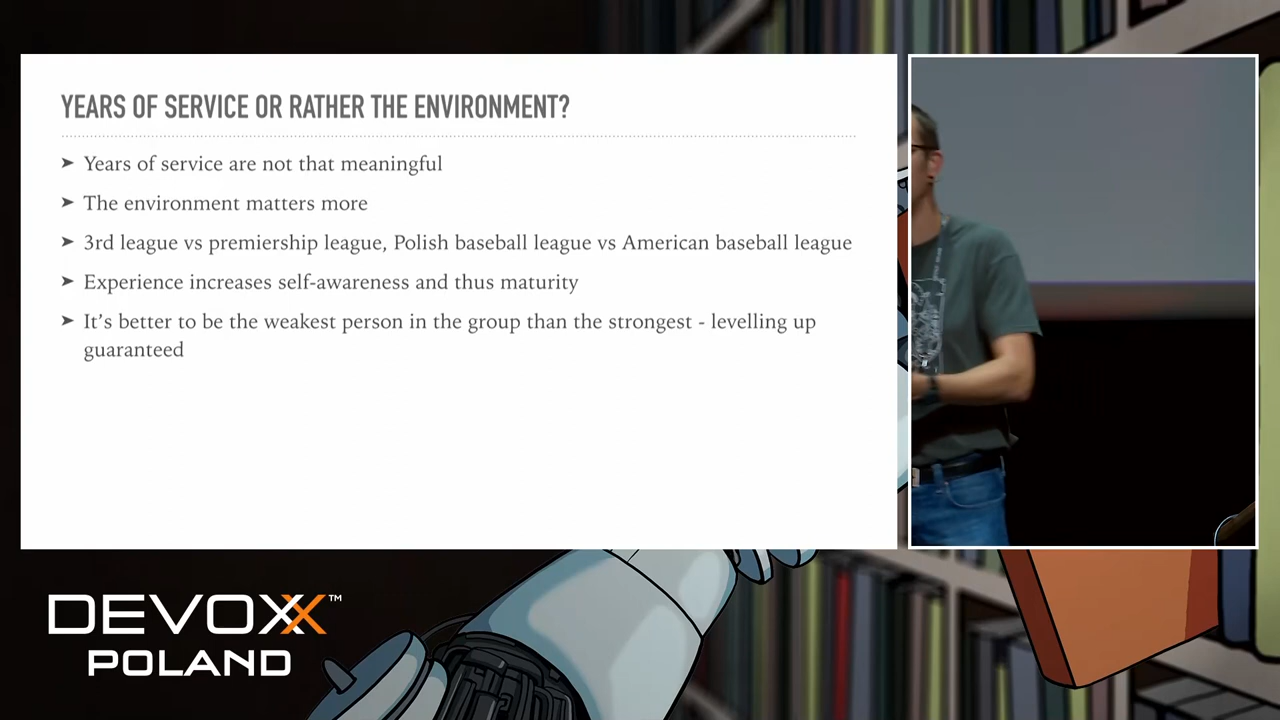 YEARS OF SERVICE OR RATHER THE ENVIRONMENT?
➤ Years of service are not that meaningful
➤ The environment matters more
➤ 3rd league vs premiership league, Polish baseball league vs American baseball league
➤ Experience increases self-awareness and thus maturity
➤ It’s better to be the weakest person in the group than the strongest - levelling up
guaranteed
DEVOXX™
POLAND